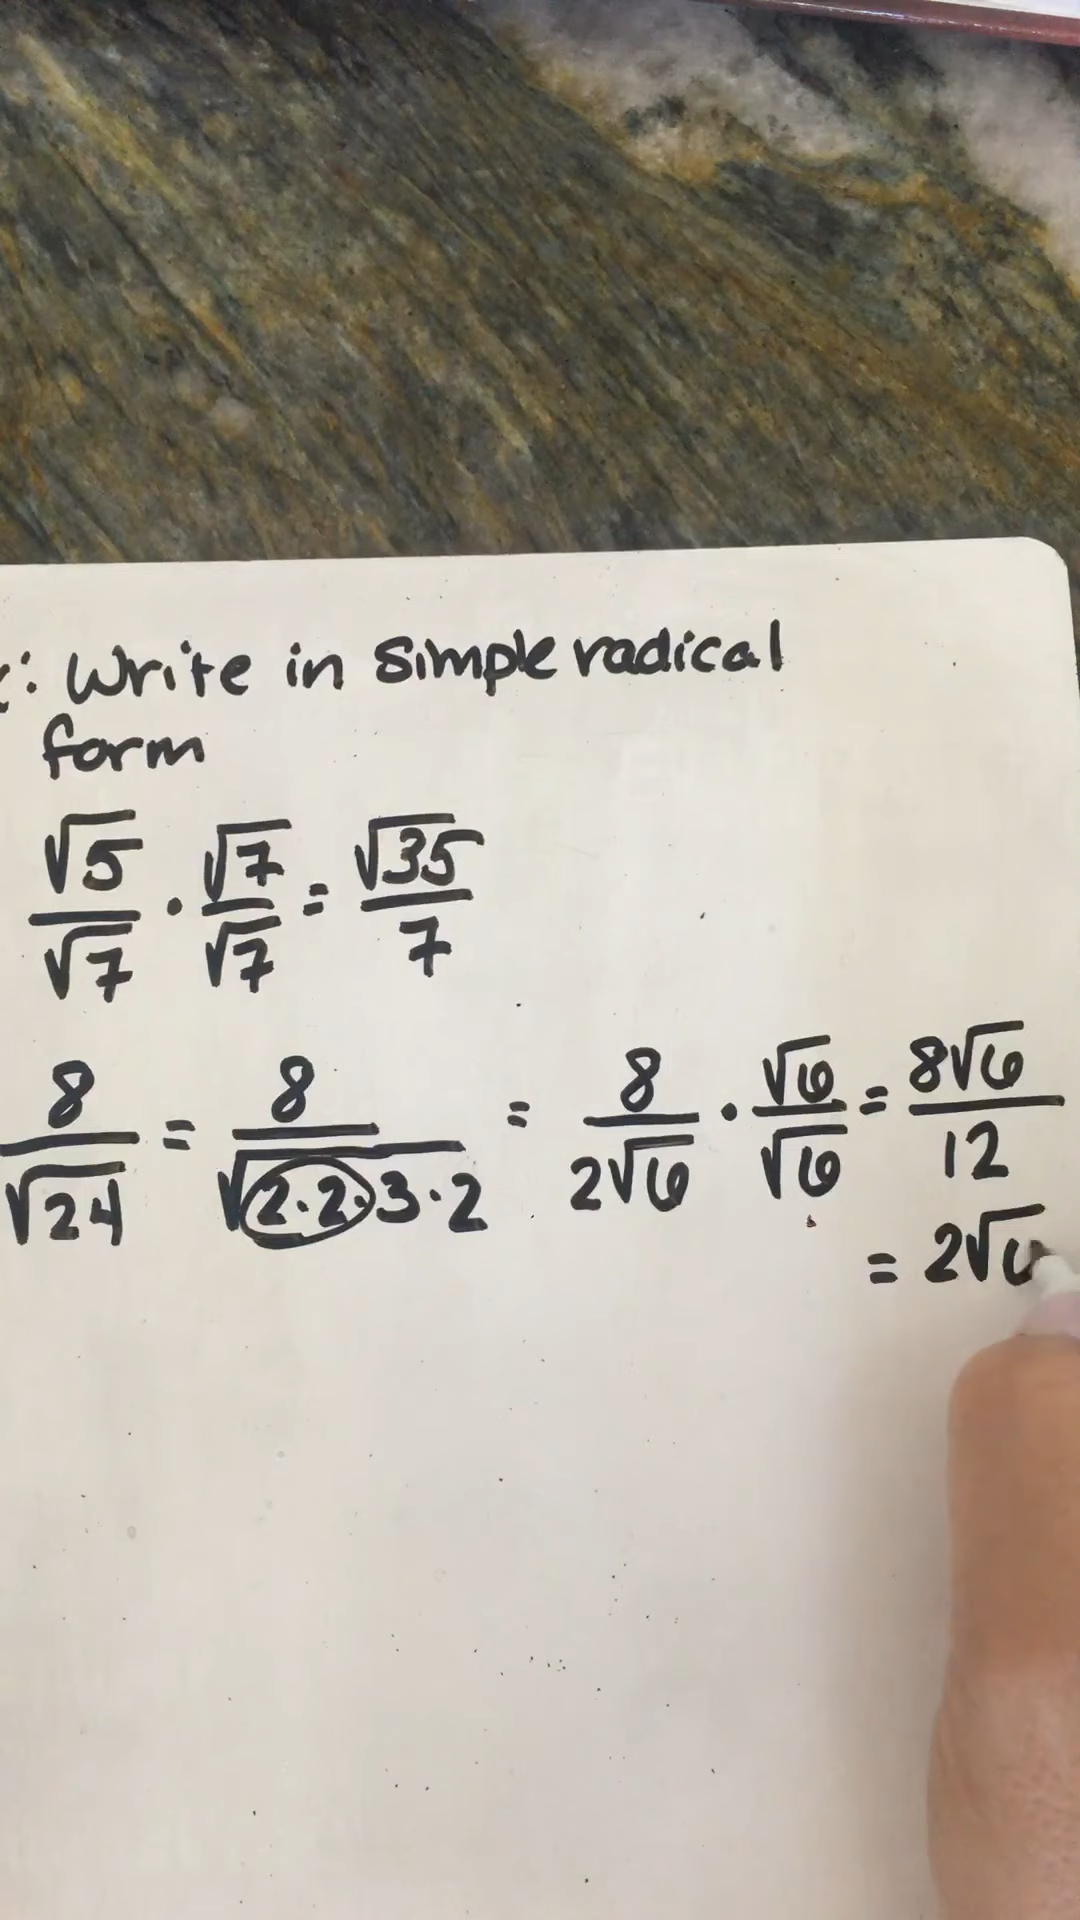 : Write in simple radical
form
√5/√7 · √7/√7 = √35/7
8/√24 = 8/√(2·2·3·2) = 8/(2√6) · √6/√6 = 8√6/12
= 2√6